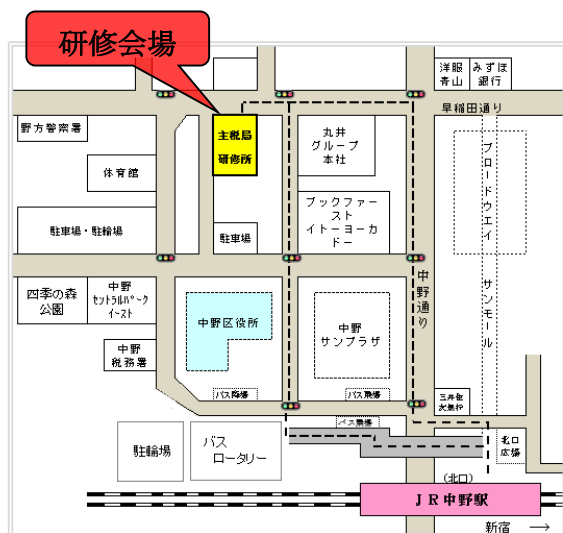 研修会場
洋服
青山
みずほ
銀行
早稲田通り
野方警察署
主税局
研修所
丸井
グループ
本社
ブロードウエイ
体育館
ブックファー
スト
イトーヨーカ
ドー
駐車場・駐輪場
駐車場
中野通り
サンモール
四季の森
公園
中野
セントラルパーク
イースト
中野区役所
中野
サンプラザ
中野
税務署
バス降場
バス乗場
バス乗場
駐輪場
バス
ロータリー
北口
広場
(北口)
JR中野駅
新宿 →